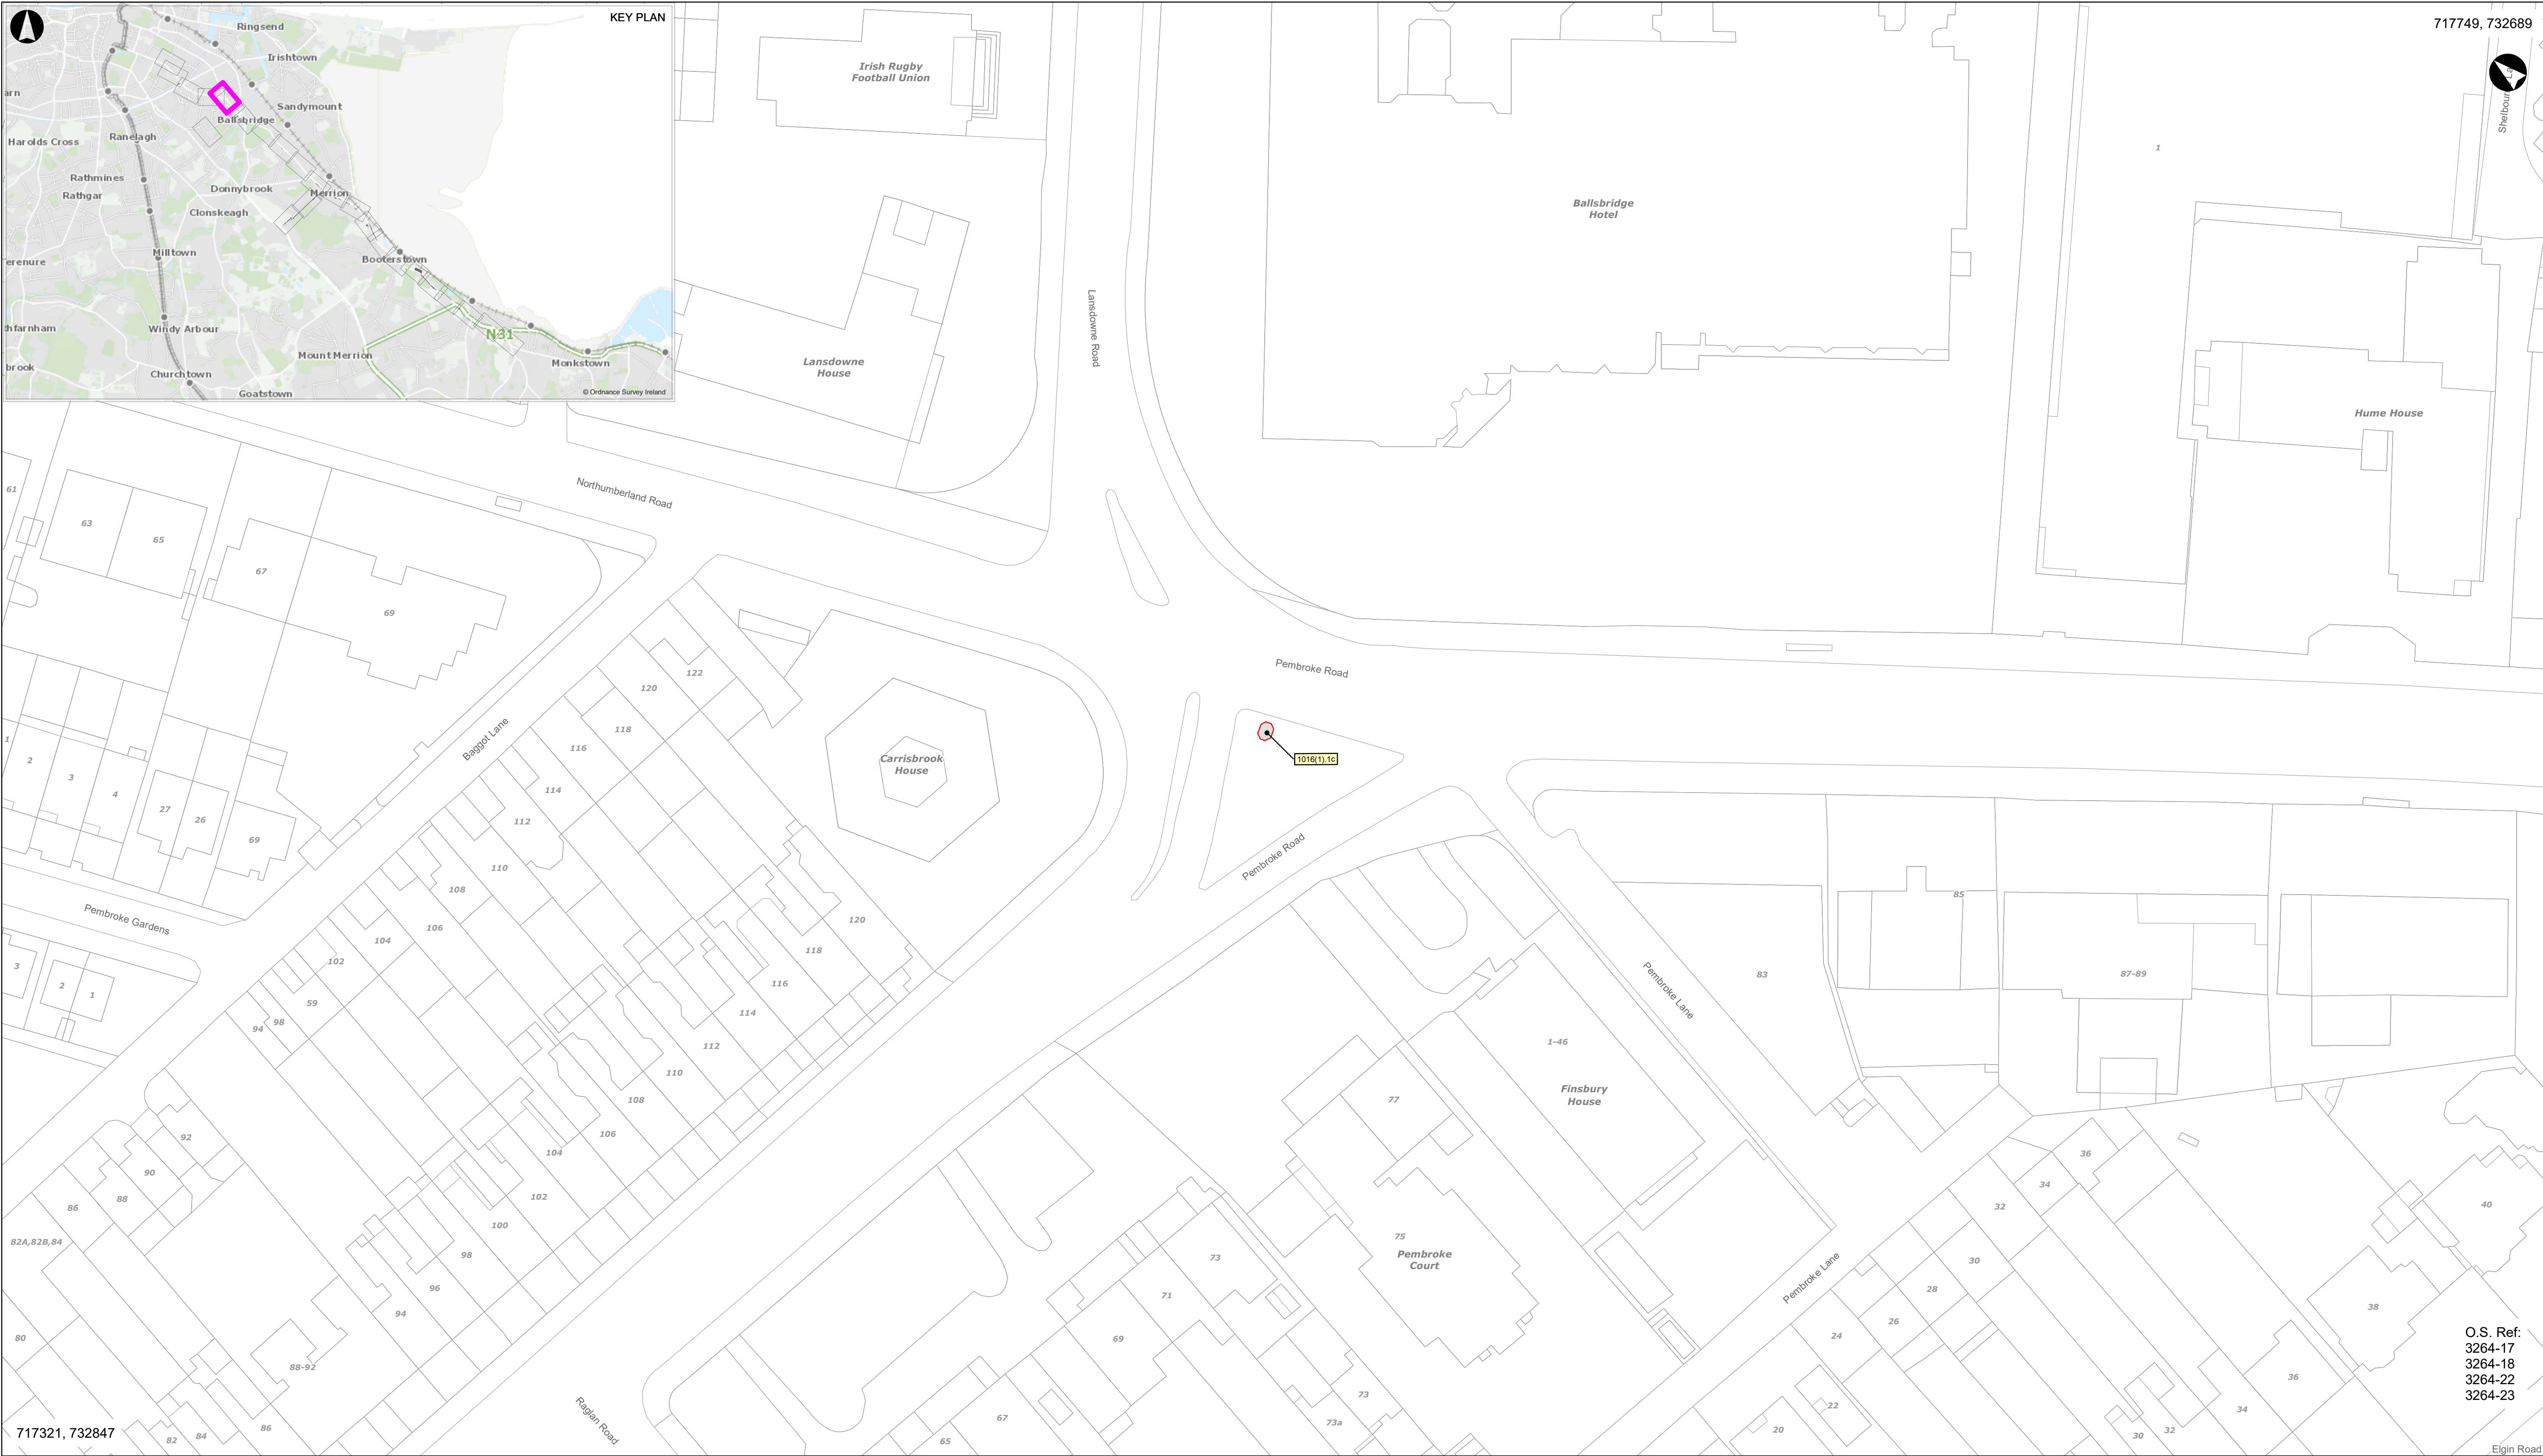 KEY PLAN
Ringsend
Irishtown
arn
Sandymount
Ballsbridge
Ranelagh
Harolds Cross
Rathmines
Rathgar
Donnybrook
Merrion
Clonskeagh
Milltown
erenure
Booterstown
thfarnham
Windy Arbour
N31
Mount Merrion
Monkstown
brook
Churchtown
Goatstown
© Ordnance Survey Ireland
717749, 732689
Irish Rugby
Football Union
Ballsbridge
Hotel
1
Lansdowne Road
Lansdowne
House
Hume House
Northumberland Road
61
63
65
67
69
Pembroke Road
122
120
118
116
114
112
110
108
106
104
102
59
98
94
Baggot Lane
Carrisbrook
House
1016(1).1c
Pembroke Road
1
2
3
4
27
26
69
Pembroke Gardens
3
2
1
120
118
116
114
112
110
108
106
104
102
100
98
96
94
92
90
88
86
82A,82B,84
80
88-92
86
84
82
Raglan Road
Pembroke Lane
83
85
87-89
1-46
Finsbury
House
77
75
Pembroke
Court
73
71
69
67
65
73
73a
Pembroke Lane
36
34
32
30
28
26
24
22
20
40
38
36
34
32
30
Elgin Road
717321, 732847
O.S. Ref:
3264-17
3264-18
3264-22
3264-23